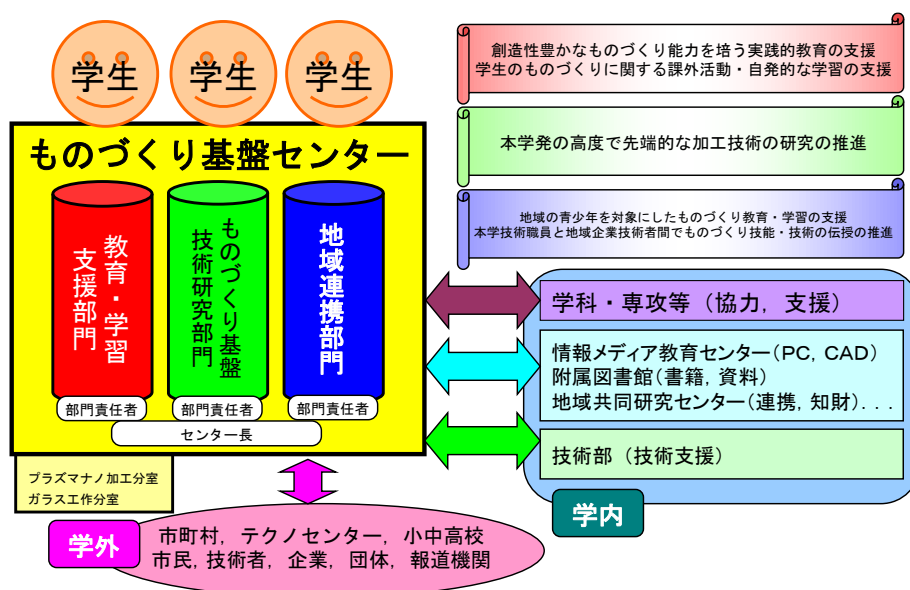 学生
学生
学生
ものづくり基盤センター
教育・学習
支援部門
ものづくり基盤
技術研究部門
地域連携部門
部門責任者
部門責任者
部門責任者
センター長
プラズマナノ加工分室
ガラス工作分室
創造性豊かなものづくり能力を培う実践的教育の支援
学生のものづくりに関する課外活動・自発的な学習の支援
本学発の高度で先端的な加工技術の研究の推進
地域の青少年を対象にしたものづくり教育・学習の支援
本学技術職員と地域企業技術者間でものづくり技能・技術の伝授の推進
学科・専攻等（協力，支援）
情報メディア教育センター（PC, CAD）
附属図書館（書籍，資料）
地域共同研究センター（連携，知財）...
技術部（技術支援）
学内
学外
市町村，テクノセンター，小中高校
市民，技術者，企業，団体，報道機関